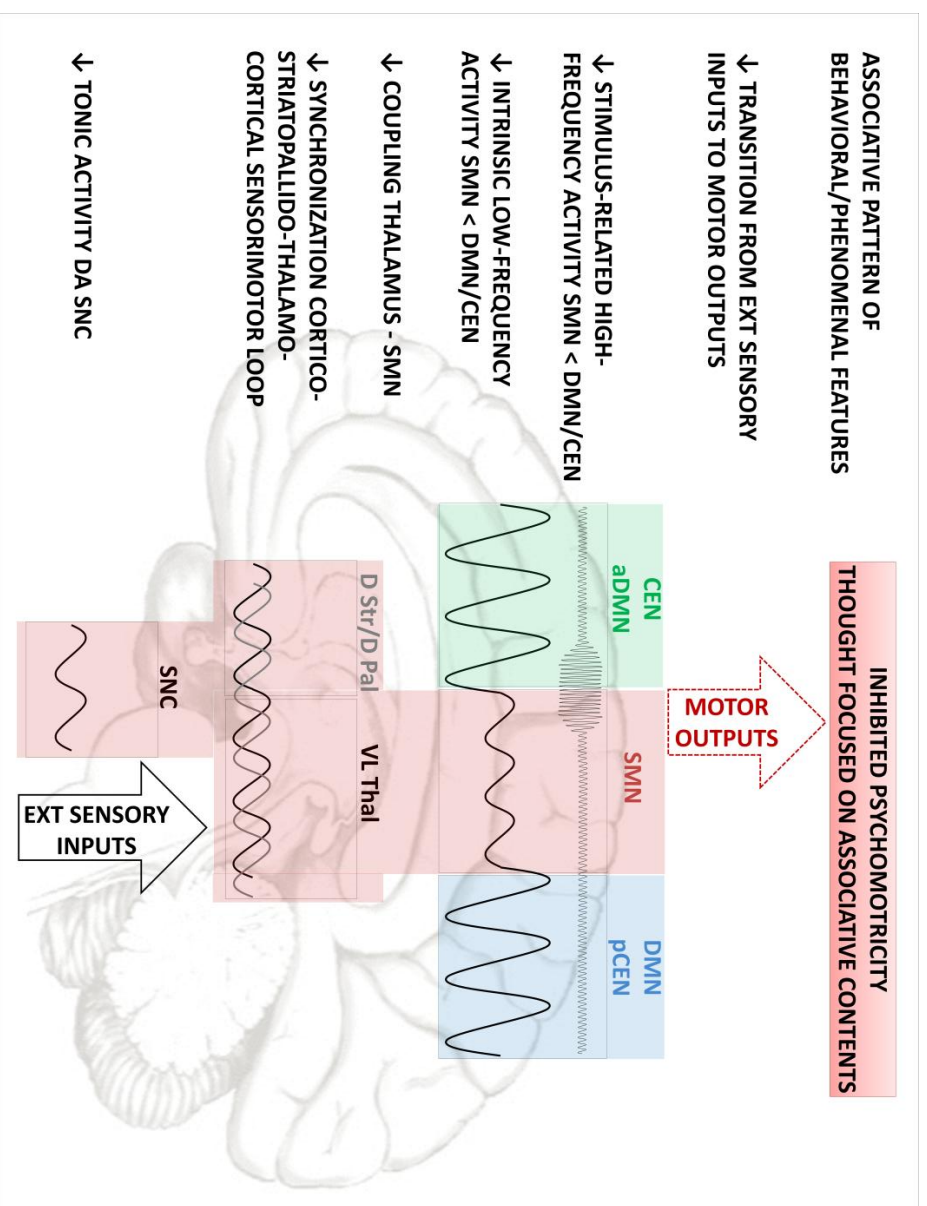 ASSOCIATIVE PATTERN OF
BEHAVIORAL/PHENOMENAL FEATURES
INHIBITED PSYCHOMOTRICITY
THOUGHT FOCUSED ON ASSOCIATIVE CONTENTS
↓ TRANSITION FROM EXT SENSORY
INPUTS TO MOTOR OUTPUTS
MOTOR
OUTPUTS
↓ STIMULUS-RELATED HIGH-
FREQUENCY ACTIVITY SMN < DMN/CEN
↓ INTRINSIC LOW-FREQUENCY
ACTIVITY SMN < DMN/CEN
CEN
aDMN
SMN
DMN
pCEN
↓ COUPLING THALAMUS - SMN
↓ SYNCHRONIZATION CORTICO-
STRIATOPALLIDO-THALAMO-
CORTICAL SENSORIMOTOR LOOP
D Str/D Pal
VL Thal
↓ TONIC ACTIVITY DA SNC
SNC
EXT SENSORY
INPUTS